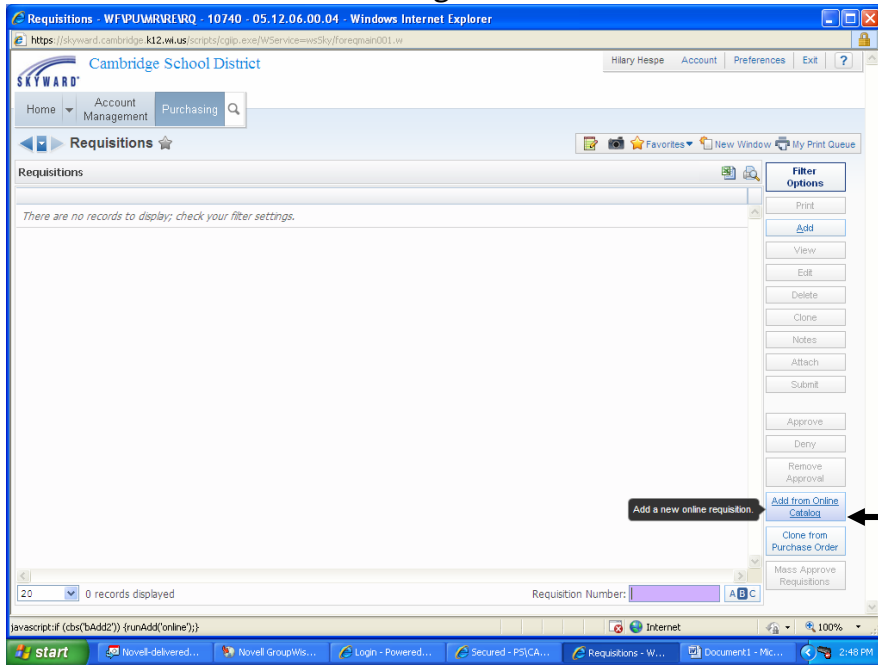 Requisitions - WF\PU\MR\RE\RQ - 10740 - 05.12.06.00.04 - Windows Internet Explorer
https://skyward.cambridge.k12.wi.us/scripts/cgiip.exe/WService=wsSky/foreqmain001.w
SKYWARD
Cambridge School District
Hilary Hespe Account Preferences Exit ?
Home Account Management Purchasing
Requisitions
Favorites New Window My Print Queue
Requisitions
Filter Options
There are no records to display; check your filter settings.
Print
Add
View
Edit
Delete
Clone
Notes
Attach
Submit
Approve
Deny
Remove Approval
Add a new online requisition.
Add from Online Catalog
Clone from Purchase Order
Mass Approve Requisitions
20 0 records displayed
Requisition Number: ABC
javascript:if (cbs('bAdd2')) {runAdd('online');}
Internet 100%
start Novell-delivered... Novell GroupWis... Login - Powered... Secured - PS\CA... Requisitions - W... Document1 - Mic... 2:48 PM